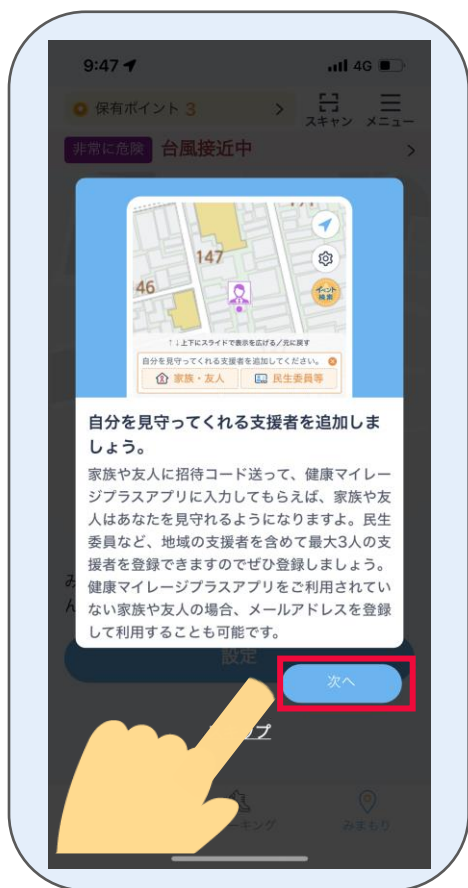 9:47
4G
保有ポイント 3 >
スキャン
メニュー
非常に危険 台風接近中 >
147
46
イベント
検索
↑↓上下にスライドで表示を広げる/元に戻す
自分を見守ってくれる支援者を追加してください。
家族・友人
民生委員等
自分を見守ってくれる支援者を追加しま
しょう。
家族や友人に招待コード送って、健康マイレー
ジプラスアプリに入力してもらえば、家族や友
人はあなたを見守れるようになりますよ。民生
委員など、地域の支援者を含めて最大3人の支
援者を登録できますのでぜひ登録しましょう。
健康マイレージプラスアプリをご利用されてい
ない家族や友人の場合、メールアドレスを登録
して利用することも可能です。
設定
次へ
ップ
ーキング
みまもり